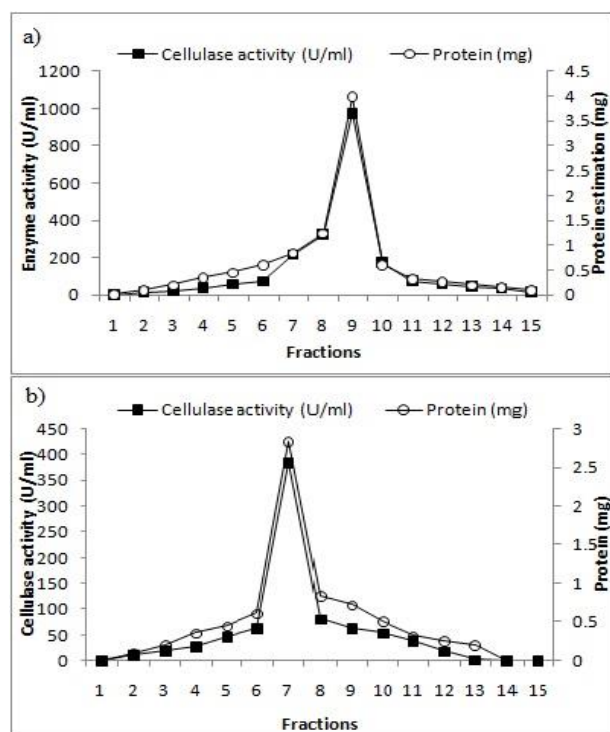 a)
Cellulase activity (U/ml) Protein (mg)
Enzyme activity (U/ml)
1200
1000
800
600
400
200
0
4.5
4
3.5
3
2.5
2
1.5
1
0.5
0
Protein estimation (mg)
1 2 3 4 5 6 7 8 9 10 11 12 13 14 15
Fractions
b)
Cellulase activity (U/ml) Protein (mg)
Cellulase activity (U/ml)
450
400
350
300
250
200
150
100
50
0
3
2.5
2
1.5
1
0.5
0
Protein (mg)
1 2 3 4 5 6 7 8 9 10 11 12 13 14 15
Fractions